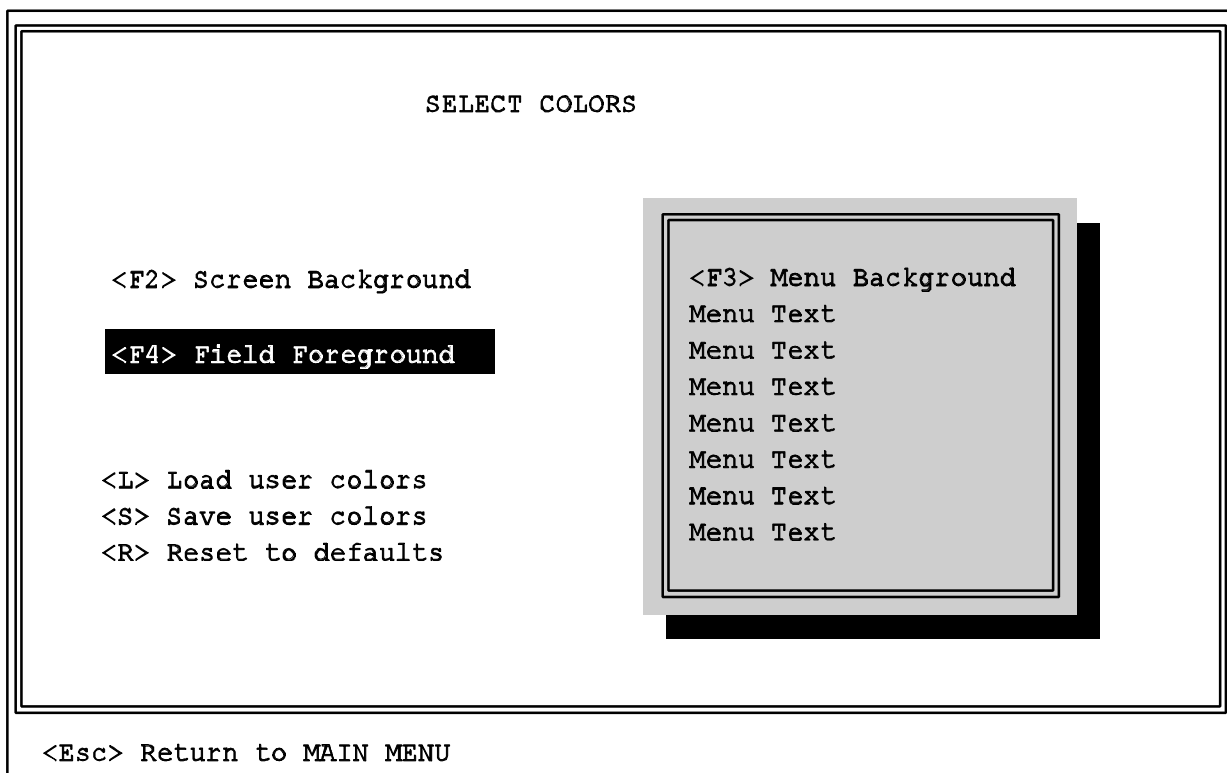 SELECT COLORS
<F2> Screen Background
<F4> Field Foreground
<L> Load user colors
<S> Save user colors
<R> Reset to defaults
<F3> Menu Background
Menu Text
Menu Text
Menu Text
Menu Text
Menu Text
Menu Text
Menu Text
<Esc> Return to MAIN MENU